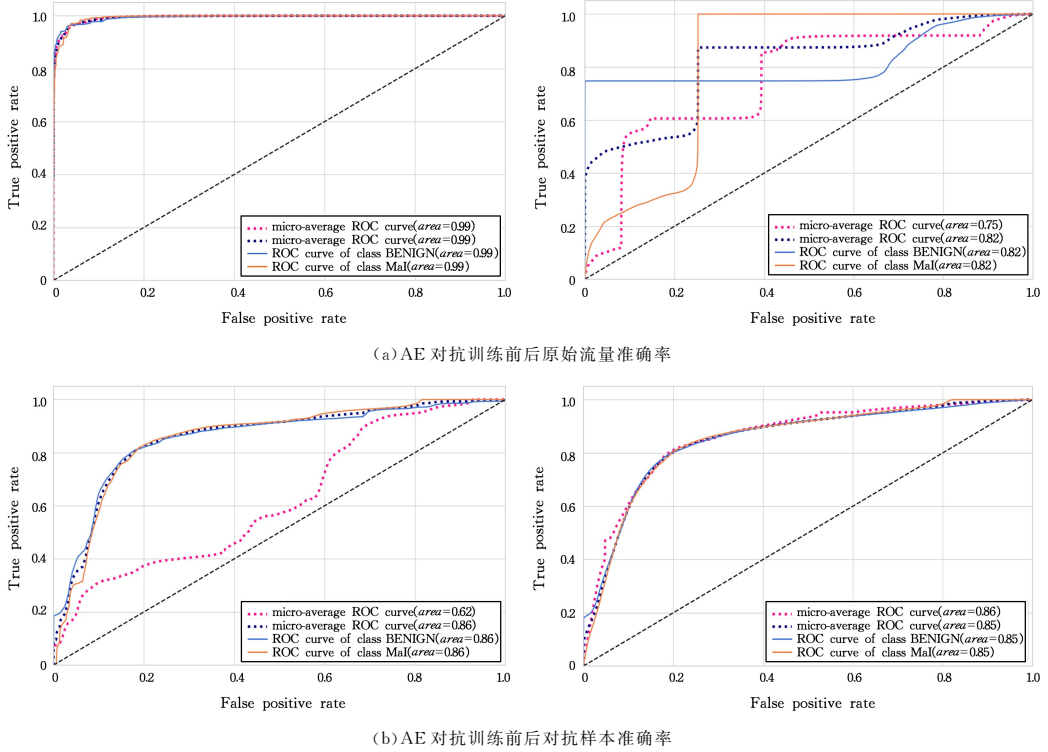 1.0
0.8
0.6
0.4
0.2
0
True positive rate
0 0.2 0.4 0.6 0.8 1.0
False positive rate
micro-average ROC curve(area=0.99)
micro-average ROC curve(area=0.99)
ROC curve of class BENIGN(area=0.99)
ROC curve of class MaI(area=0.99)
1.0
0.8
0.6
0.4
0.2
0
True positive rate
0 0.2 0.4 0.6 0.8 1.0
False positive rate
micro-average ROC curve(area=0.75)
micro-average ROC curve(area=0.82)
ROC curve of class BENIGN(area=0.82)
ROC curve of class MaI(area=0.82)
(a)AE 对抗训练前后原始流量准确率
1.0
0.8
0.6
0.4
0.2
0
True positive rate
0 0.2 0.4 0.6 0.8 1.0
False positive rate
micro-average ROC curve(area=0.62)
micro-average ROC curve(area=0.86)
ROC curve of class BENIGN(area=0.86)
ROC curve of class MaI(area=0.86)
1.0
0.8
0.6
0.4
0.2
0
True positive rate
0 0.2 0.4 0.6 0.8 1.0
False positive rate
micro-average ROC curve(area=0.86)
micro-average ROC curve(area=0.85)
ROC curve of class BENIGN(area=0.85)
ROC curve of class MaI(area=0.85)
(b)AE 对抗训练前后对抗样本准确率